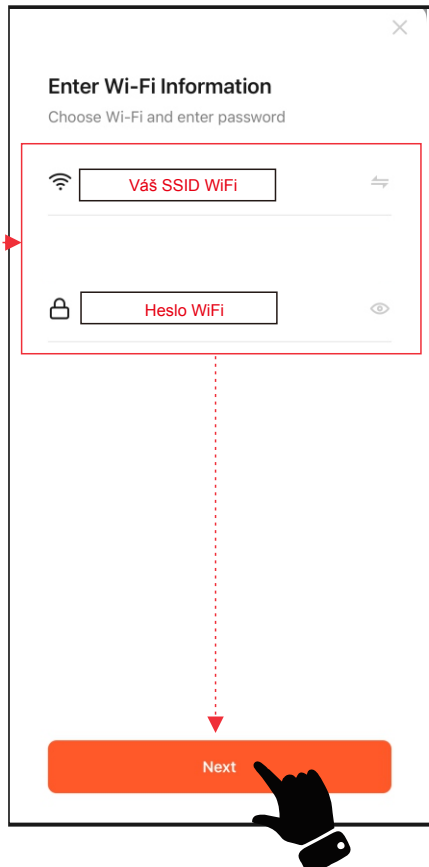 Enter Wi-Fi Information
Choose Wi-Fi and enter password
Váš SSID WiFi
Heslo WiFi
Next